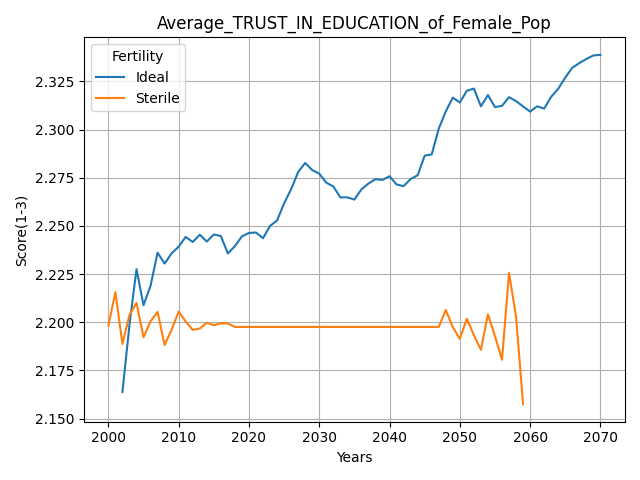 Average_TRUST_IN_EDUCATION_of_Female_Pop
Fertility
Ideal
Sterile
Score(1-3)
2.325
2.300
2.275
2.250
2.225
2.200
2.175
2.150
2000 2010 2020 2030 2040 2050 2060 2070
Years